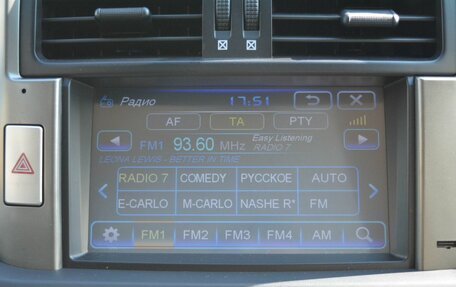 Радио 17:51
AF TA PTY
FM1 93.60 MHz Easy Listening
RADIO 7
LEONA LEWIS - BETTER IN TIME
RADIO 7 COMEDY РУССКОЕ AUTO
E-CARLO M-CARLO NASHE R* FM
FM1 FM2 FM3 FM4 AM